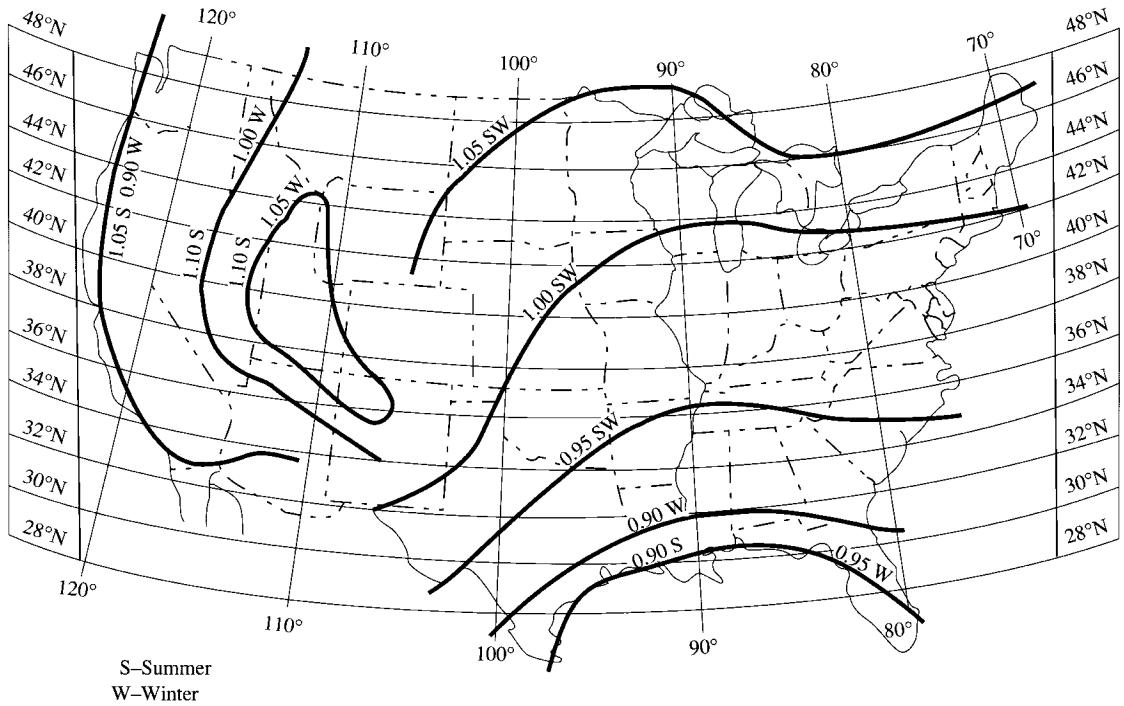 48°N
120°
110°
100°
90°
80°
70°
48°N
46°N
46°N
44°N
44°N
42°N
42°N
40°N
40°N
38°N
38°N
36°N
36°N
34°N
34°N
32°N
32°N
30°N
30°N
28°N
28°N
1.05 S 0.90 W
1.00 W
1.10 S
1.05 W
1.10 S
1.05 SW
1.00 SW
0.95 SW
0.90 W
0.90 S
0.95 W
70°
120°
110°
100°
90°
80°
S–Summer
W–Winter